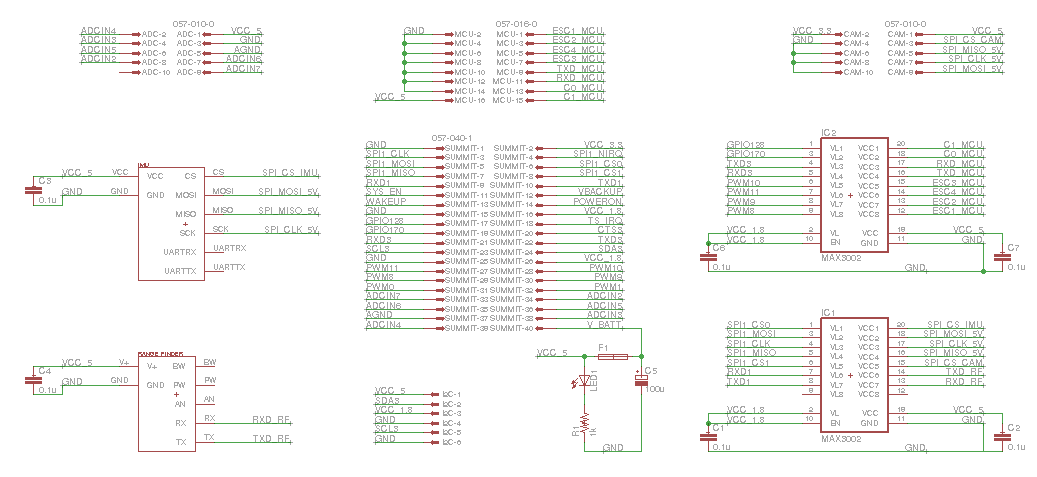 057-010-0
ADCIN4 ADC-2 ADC-1 VCC_5
ADCIN3 ADC-4 ADC-3 GND
ADCIN5 ADC-6 ADC-5 AGND
ADCIN2 ADC-8 ADC-7 ADCIN6
ADC-10 ADC-9 ADCIN7
057-016-0
GND MCU-2 MCU-1 ESC1_MCU
MCU-4 MCU-3 ESC2_MCU
MCU-6 MCU-5 ESC4_MCU
MCU-8 MCU-7 ESC3_MCU
MCU-10 MCU-9 TXD_MCU
MCU-12 MCU-11 RXD_MCU
MCU-14 MCU-13 C0_MCU
VCC_5 MCU-16 MCU-15 C1_MCU
057-010-0
VCC_3.3 CAM-2 CAM-1 VCC_5
GND CAM-4 CAM-3 SPI_CS_CAM
CAM-6 CAM-5 SPI_MISO_5V
CAM-8 CAM-7 SPI_CLK_5V
CAM-10 CAM-9 SPI_MOSI_5V
IMU
C3 VCC_5 VCC VCC CS CS SPI_CS_IMU
0.1u GND GND GND MOSI MOSI SPI_MOSI_5V
MISO MISO SPI_MISO_5V
SCK SCK SPI_CLK_5V
UARTRX UARTRX
UARTTX UARTTX
057-040-1
GND SUMMIT-1 SUMMIT-2 VCC_3.3
SPI1_CLK SUMMIT-3 SUMMIT-4 SPI1_NIRQ
SPI1_MOSI SUMMIT-5 SUMMIT-6 SPI1_CS0
SPI1_MISO SUMMIT-7 SUMMIT-8 SPI1_CS1
RXD1 SUMMIT-9 SUMMIT-10 TXD1
SYS_EN SUMMIT-11 SUMMIT-12 VBACKUP
WAKEUP SUMMIT-13 SUMMIT-14 POWERON
GND SUMMIT-15 SUMMIT-16 VCC_1.8
GPIO128 SUMMIT-17 SUMMIT-18 TS_IRQ
GPIO170 SUMMIT-19 SUMMIT-20 CTS3
RXD3 SUMMIT-21 SUMMIT-22 TXD3
SCL3 SUMMIT-23 SUMMIT-24 SDA3
GND SUMMIT-25 SUMMIT-26 VCC_1.8
PWM11 SUMMIT-27 SUMMIT-28 PWM10
PWM8 SUMMIT-29 SUMMIT-30 PWM9
PWM0 SUMMIT-31 SUMMIT-32 PWM1
ADCIN7 SUMMIT-33 SUMMIT-34 ADCIN2
ADCIN6 SUMMIT-35 SUMMIT-36 ADCIN5
AGND SUMMIT-37 SUMMIT-38 ADCIN3
ADCIN4 SUMMIT-39 SUMMIT-40 V_BATT
IC2
GPIO128 1 VL1 VCC1 20 C1_MCU
GPIO170 3 VL2 VCC2 19 C0_MCU
TXD3 4 VL3 VCC3 17 RXD_MCU
RXD3 5 VL4 VCC4 16 TXD_MCU
PWM10 6 VL5 VCC5 15 ESC3_MCU
PWM11 7 VL6 VCC6 14 ESC4_MCU
PWM9 8 VL7 VCC7 13 ESC2_MCU
PWM8 9 VL8 VCC8 12 ESC1_MCU
VCC_1.8 2 VL VCC 18 VCC_5
C6 VCC_1.8 10 EN GND 11 GND C7
0.1u MAX3002 GND 0.1u
RANGE FINDER
C4 VCC_5 V+ V+ BW BW
0.1u GND GND GND PW PW
AN AN
RX RX RXD_RF
TX TX TXD_RF
VCC_5 F1
LED1 C5
100u
R1 1k
GND
VCC_5 I2C-1
SDA3 I2C-2
VCC_1.8 I2C-3
GND I2C-4
SCL3 I2C-5
GND I2C-6
IC1
SPI1_CS0 1 VL1 VCC1 20 SPI_CS_IMU
SPI1_MOSI 3 VL2 VCC2 19 SPI_MOSI_5V
SPI1_CLK 4 VL3 VCC3 17 SPI_CLK_5V
SPI1_MISO 5 VL4 VCC4 16 SPI_MISO_5V
SPI1_CS1 6 VL5 VCC5 15 SPI_CS_CAM
RXD1 7 VL6 VCC6 14 TXD_RF
TXD1 8 VL7 VCC7 13 RXD_RF
9 VL8 VCC8 12
VCC_1.8 2 VL VCC 18 VCC_5
C1 VCC_1.8 10 EN GND 11 GND C2
0.1u MAX3002 GND 0.1u